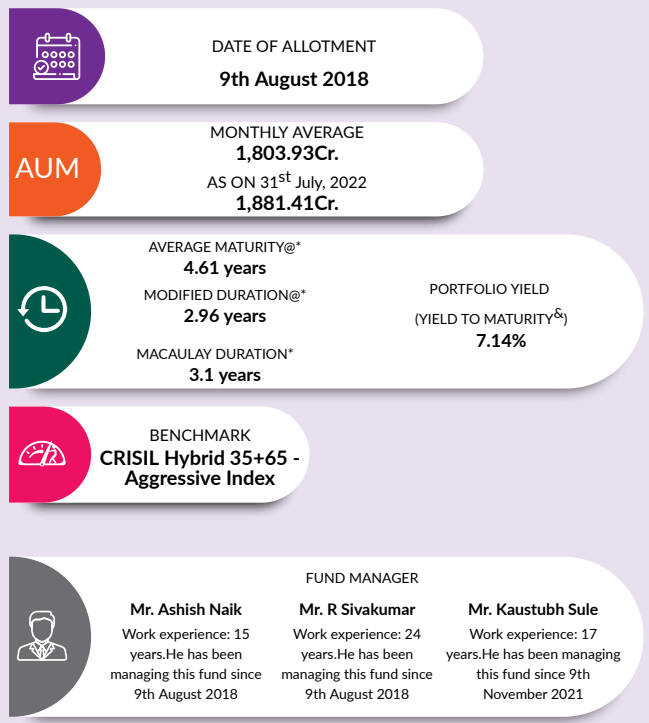 DATE OF ALLOTMENT
9th August 2018
AUM
MONTHLY AVERAGE
1,803.93Cr.
AS ON 31st July, 2022
1,881.41Cr.
AVERAGE MATURITY@*
4.61 years
MODIFIED DURATION@*
2.96 years
MACAULAY DURATION*
3.1 years
PORTFOLIO YIELD
(YIELD TO MATURITY&)
7.14%
BENCHMARK
CRISIL Hybrid 35+65 -
Aggressive Index
FUND MANAGER
Mr. Ashish Naik
Work experience: 15
years.He has been
managing this fund since
9th August 2018
Mr. R Sivakumar
Work experience: 24
years.He has been
managing this fund since
9th August 2018
Mr. Kaustubh Sule
Work experience: 17
years.He has been managing
this fund since 9th
November 2021